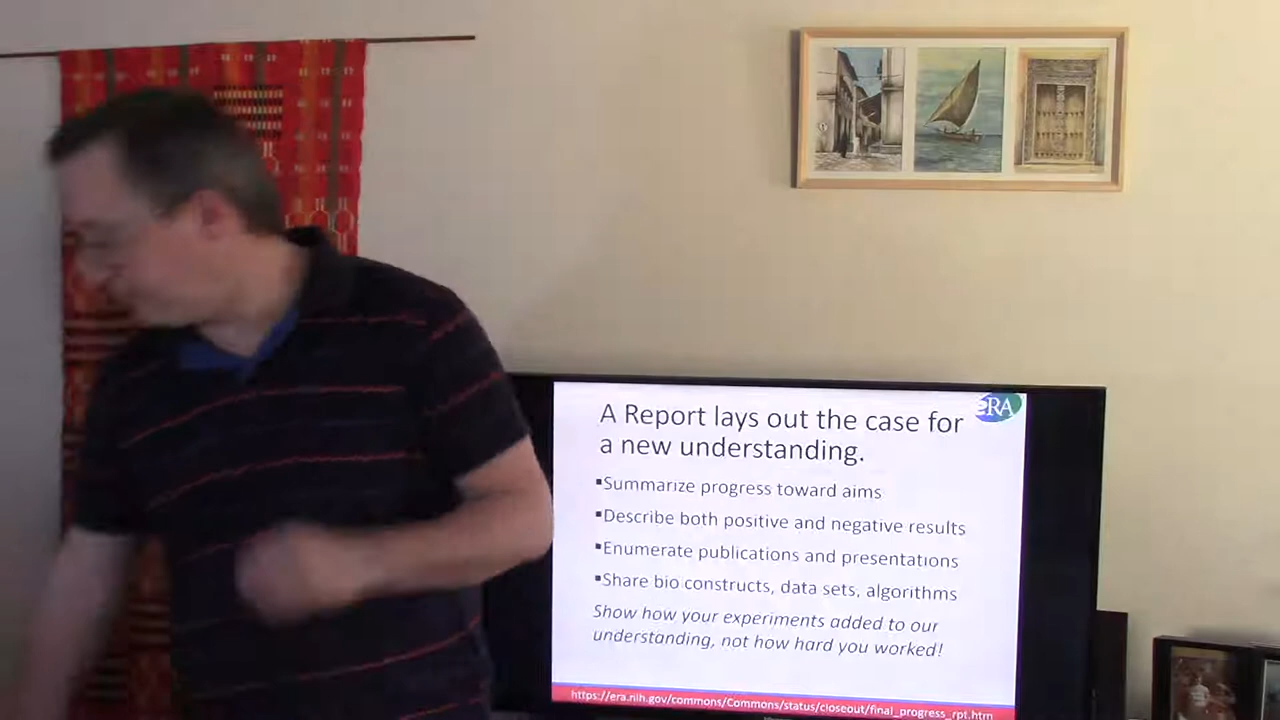 A Report lays out the case for
a new understanding.
eRA
▪Summarize progress toward aims
▪Describe both positive and negative results
▪Enumerate publications and presentations
▪Share bio constructs, data sets, algorithms
Show how your experiments added to our
understanding, not how hard you worked!
https://era.nih.gov/commons/Commons/status/closeout/final_progress_rpt.htm